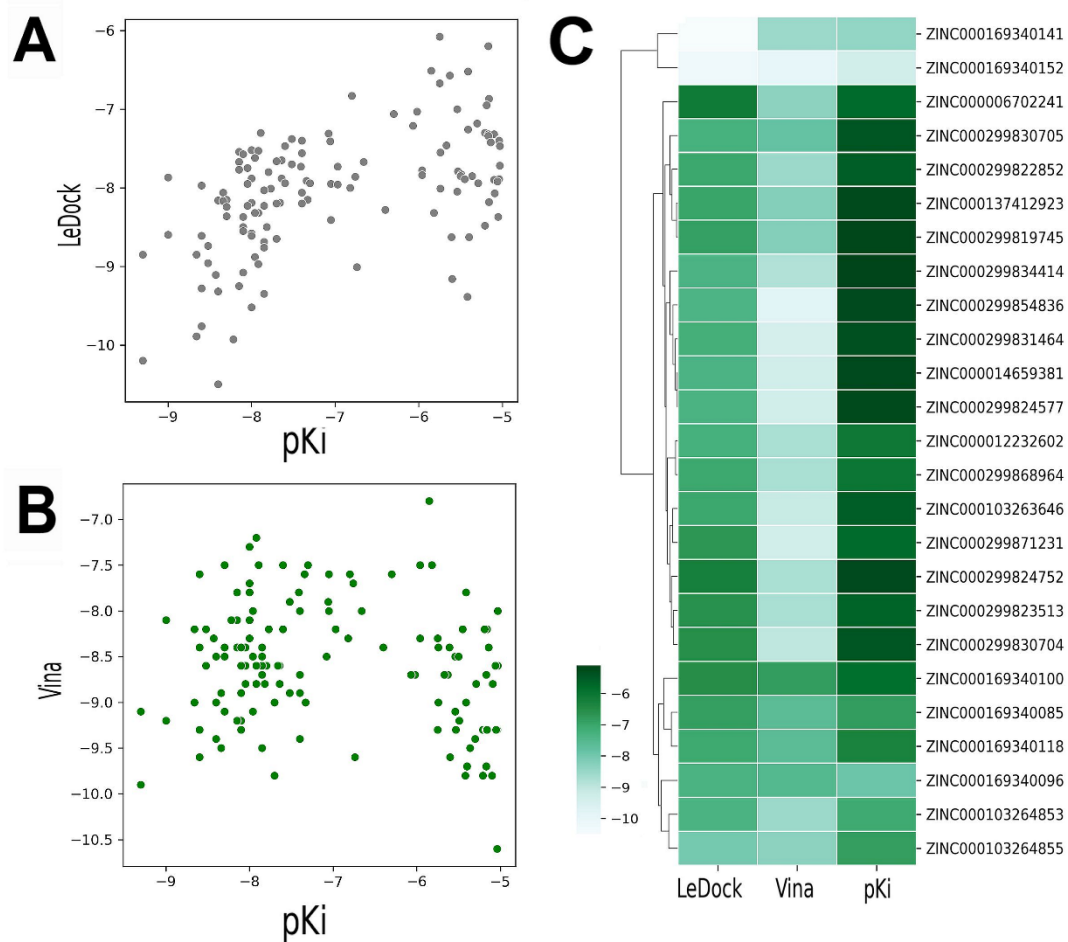 A
−6
−7
−8
−9
−10
LeDock
−9
−8
−7
−6
−5
pKi
B
−7.0
−7.5
−8.0
−8.5
−9.0
−9.5
−10.0
−10.5
Vina
−9
−8
−7
−6
−5
pKi
C
ZINC000169340141
ZINC000169340152
ZINC000006702241
ZINC000299830705
ZINC000299822852
ZINC000137412923
ZINC000299819745
ZINC000299834414
ZINC000299854836
ZINC000299831464
ZINC000014659381
ZINC000299824577
ZINC000012232602
ZINC000299868964
ZINC000103263646
ZINC000299871231
ZINC000299824752
ZINC000299823513
ZINC000299830704
ZINC000169340100
ZINC000169340085
ZINC000169340118
ZINC000169340096
ZINC000103264853
ZINC000103264855
−6
−7
−8
−9
−10
LeDock Vina pKi